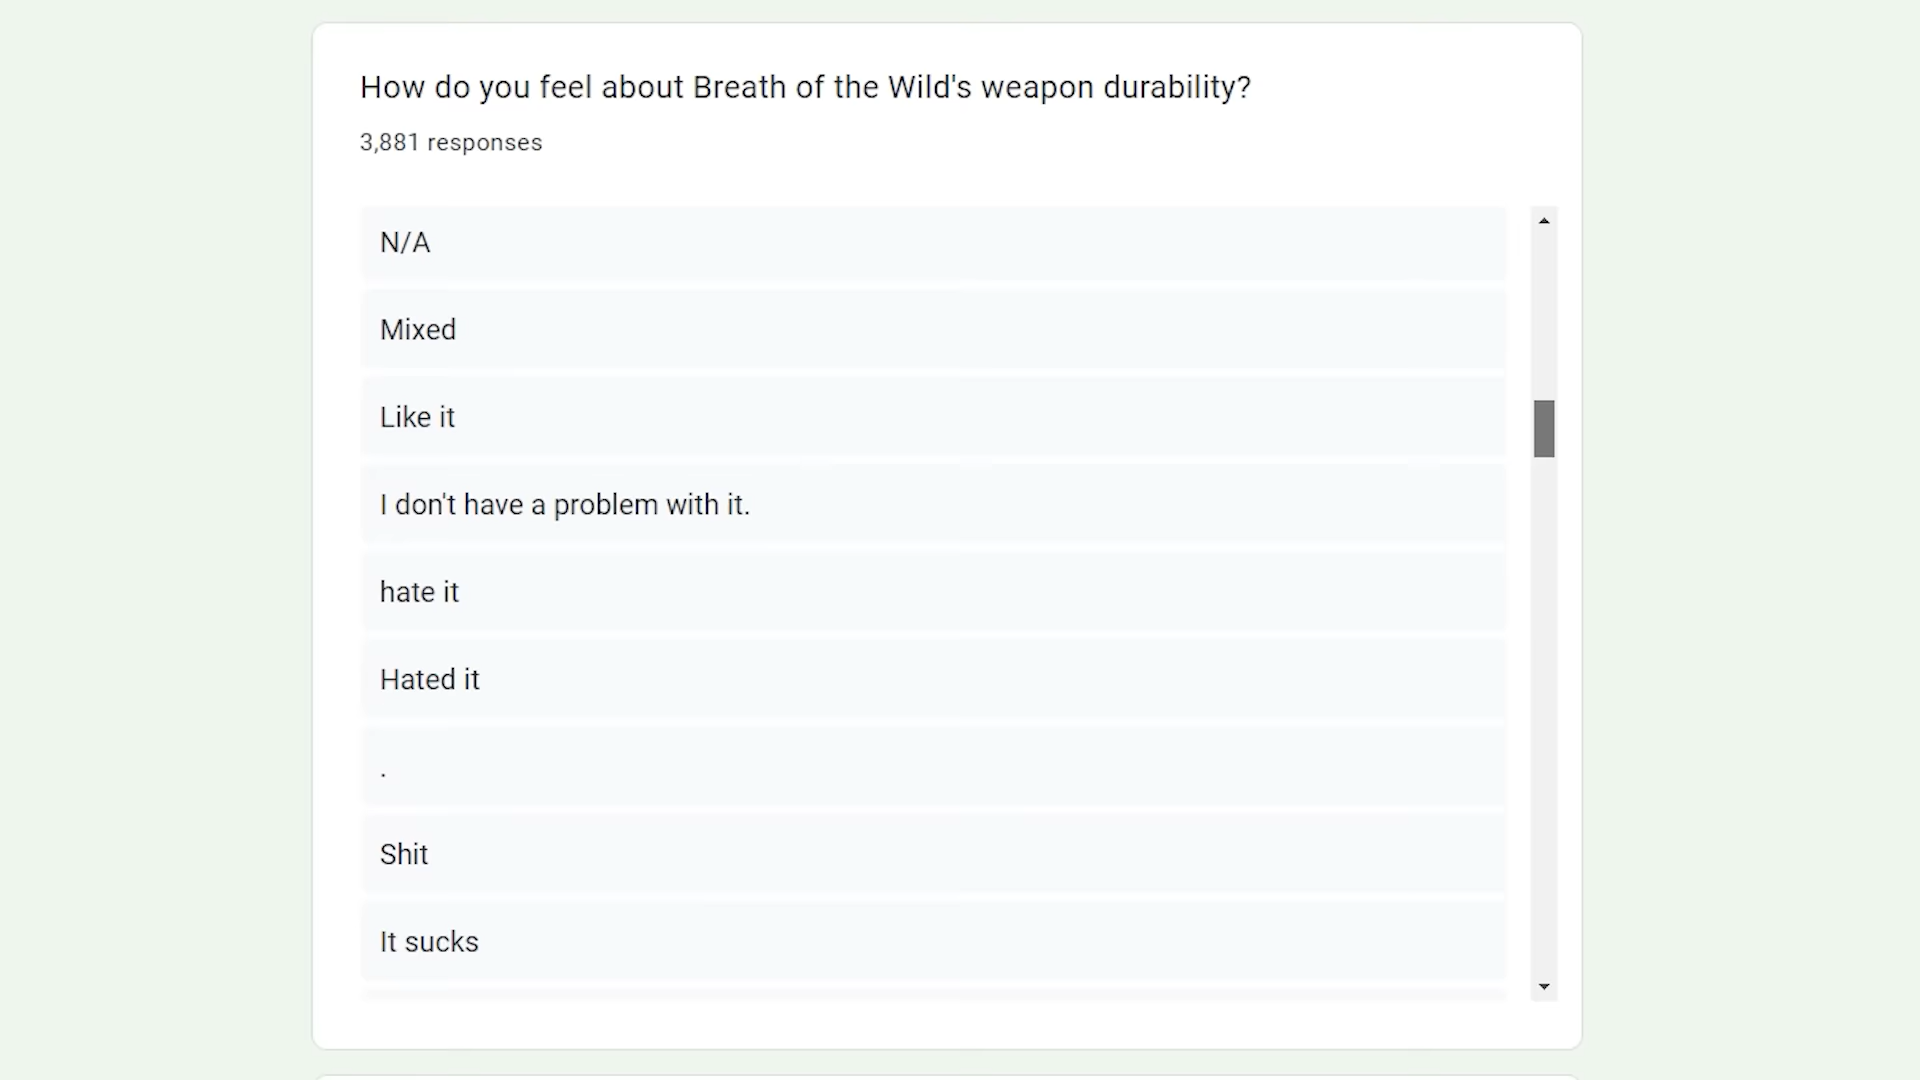 How do you feel about Breath of the Wild's weapon durability?
3,881 responses
N/A
Mixed
Like it
I don't have a problem with it.
hate it
Hated it
.
Shit
It sucks